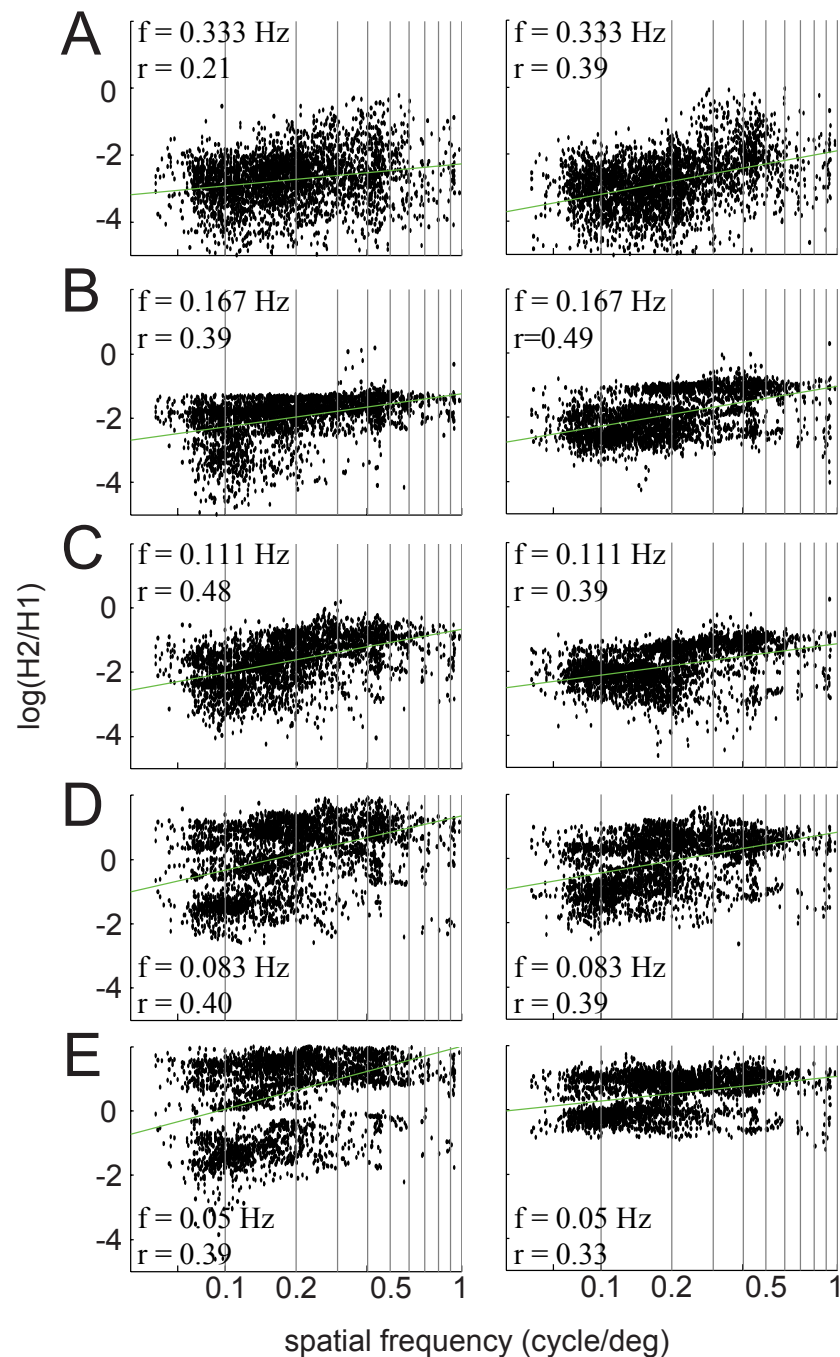 A
f = 0.333 Hz
r = 0.21
f = 0.333 Hz
r = 0.39
0
-2
-4
B
f = 0.167 Hz
r = 0.39
f = 0.167 Hz
r=0.49
0
-2
-4
C
f = 0.111 Hz
r = 0.48
f = 0.111 Hz
r = 0.39
0
-2
-4
log(H2/H1)
D
0
-2
-4
f = 0.083 Hz
r = 0.40
f = 0.083 Hz
r = 0.39
E
0
-2
-4
f = 0.05 Hz
r = 0.39
f = 0.05 Hz
r = 0.33
0.1 0.2 0.5 1
0.1 0.2 0.5 1
spatial frequency (cycle/deg)